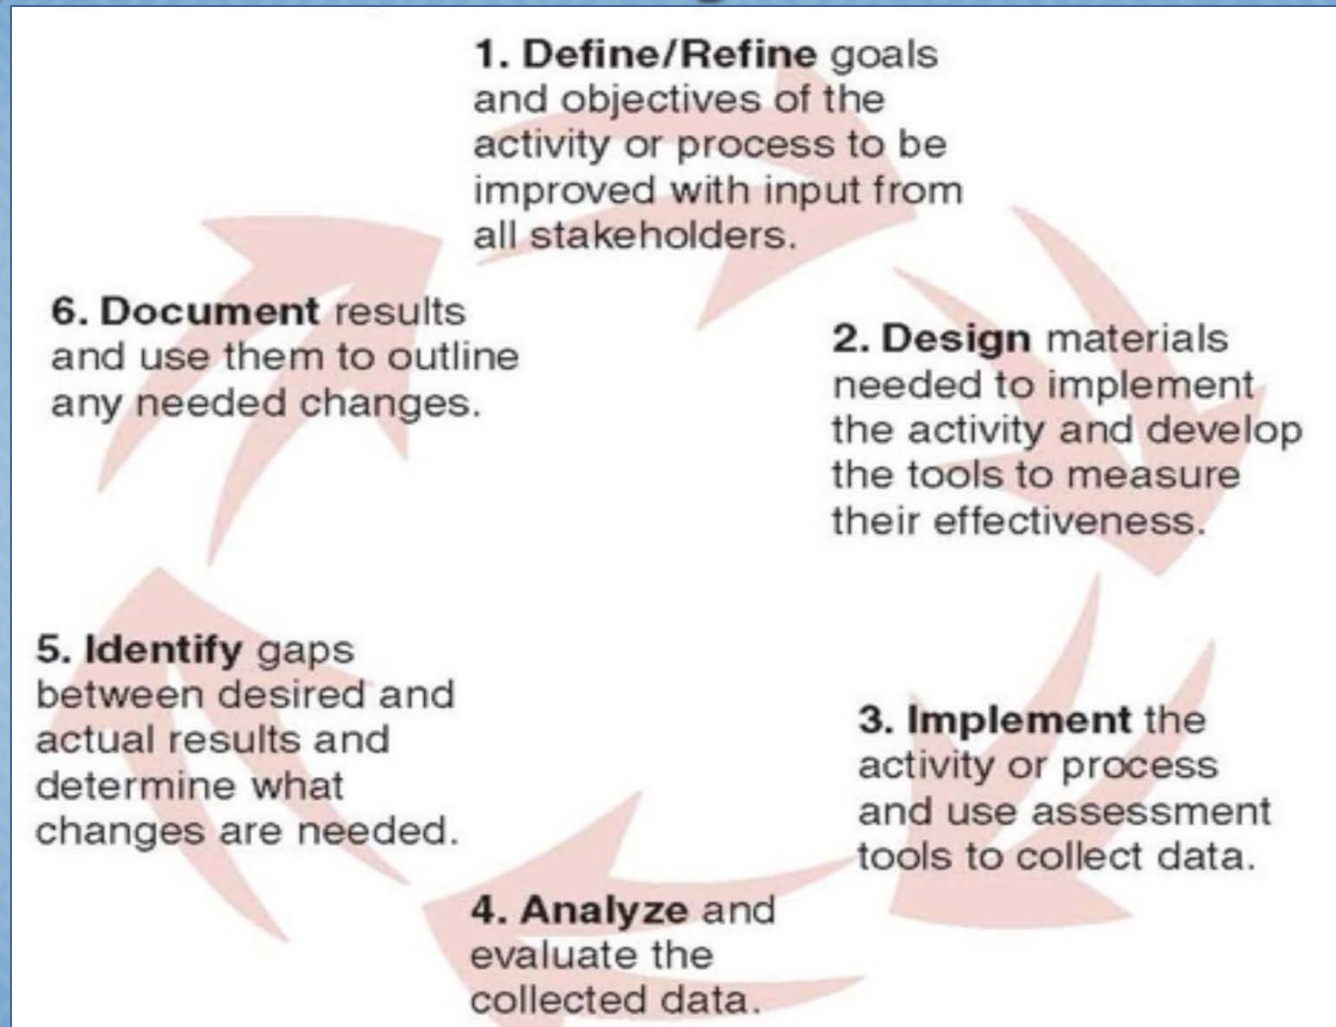 1. Define/Refine goals
and objectives of the
activity or process to be
improved with input from
all stakeholders.
2. Design materials
needed to implement
the activity and develop
the tools to measure
their effectiveness.
3. Implement the
activity or process
and use assessment
tools to collect data.
4. Analyze and
evaluate the
collected data.
5. Identify gaps
between desired and
actual results and
determine what
changes are needed.
6. Document results
and use them to outline
any needed changes.